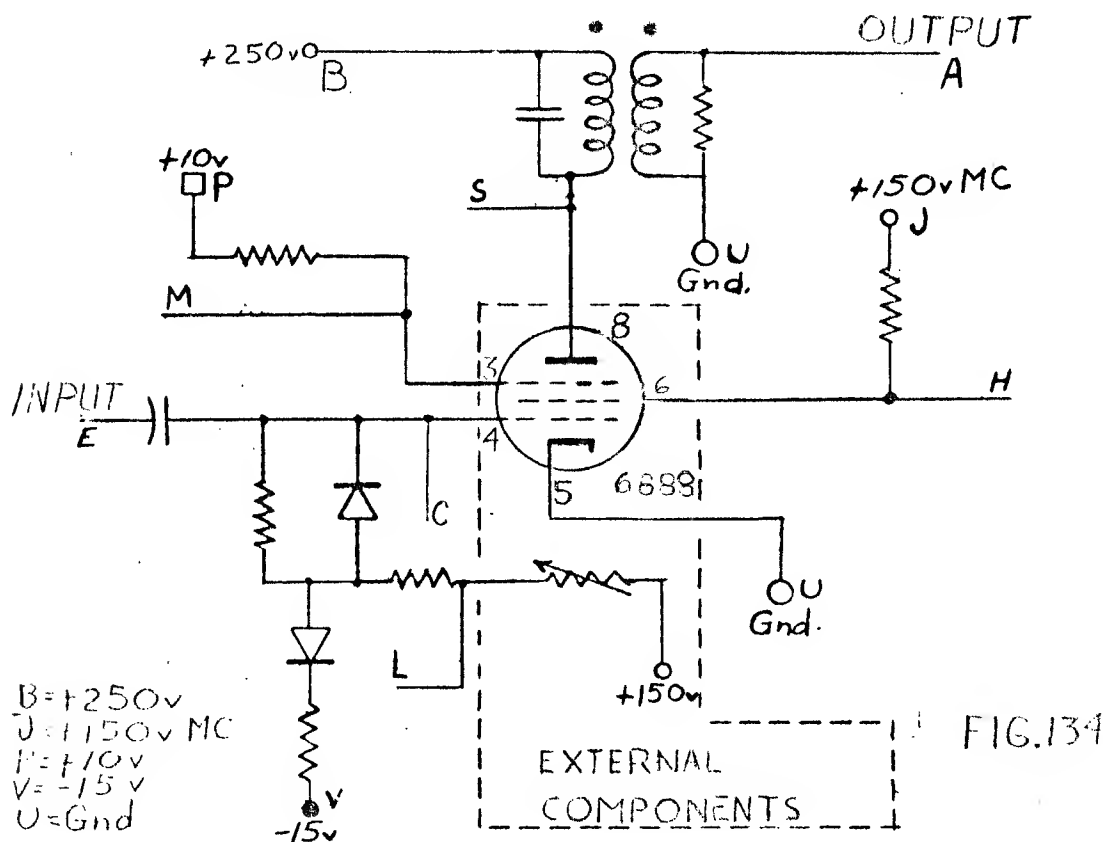 OUTPUT
+250v
B
A
+10v
P
+150v MC
J
S
U
Gnd.
M
8
3
6
H
INPUT
E
4
5
6888
C
U
Gnd.
L
+150v
B=+250v
J=+150v MC
P=+10v
V=-15v
U=Gnd
V
-15v
EXTERNAL
COMPONENTS
FIG.134